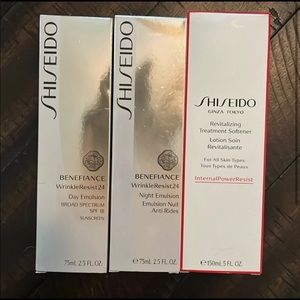 SHISEIDO
BENEFIANCE
WrinkleResist24
Day Emulsion
BROAD SPECTRUM
SPF 18
SUNSCREEN
75mL 2.5 FL. OZ.
SHISEIDO
BENEFIANCE
WrinkleResist24
Night Emulsion
Emulsion Nuit
Anti-Rides
℮75mL 2.5 FL. OZ.
SHISEIDO
GINZA TOKYO
Revitalizing
Treatment Softener
Lotion Soin
Revitalisante
For All Skin Types
Tous Types de Peaux
InternalPowerResist
℮150mL 5 FL. OZ.